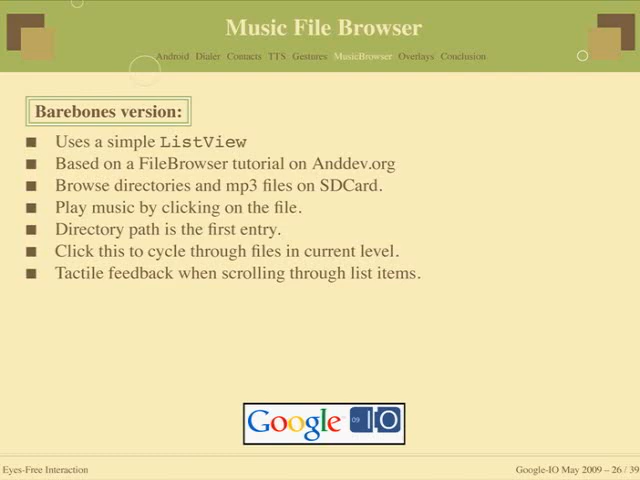 Music File Browser
Android Dialer Contacts TTS Gestures MusicBrowser Overlays Conclusion
Barebones version:
Uses a simple ListView
Based on a FileBrowser tutorial on Anddev.org
Browse directories and mp3 files on SDCard.
Play music by clicking on the file.
Directory path is the first entry.
Click this to cycle through files in current level.
Tactile feedback when scrolling through list items.
Google 09 IO
Eyes-Free Interaction
Google-IO May 2009 – 26 / 39